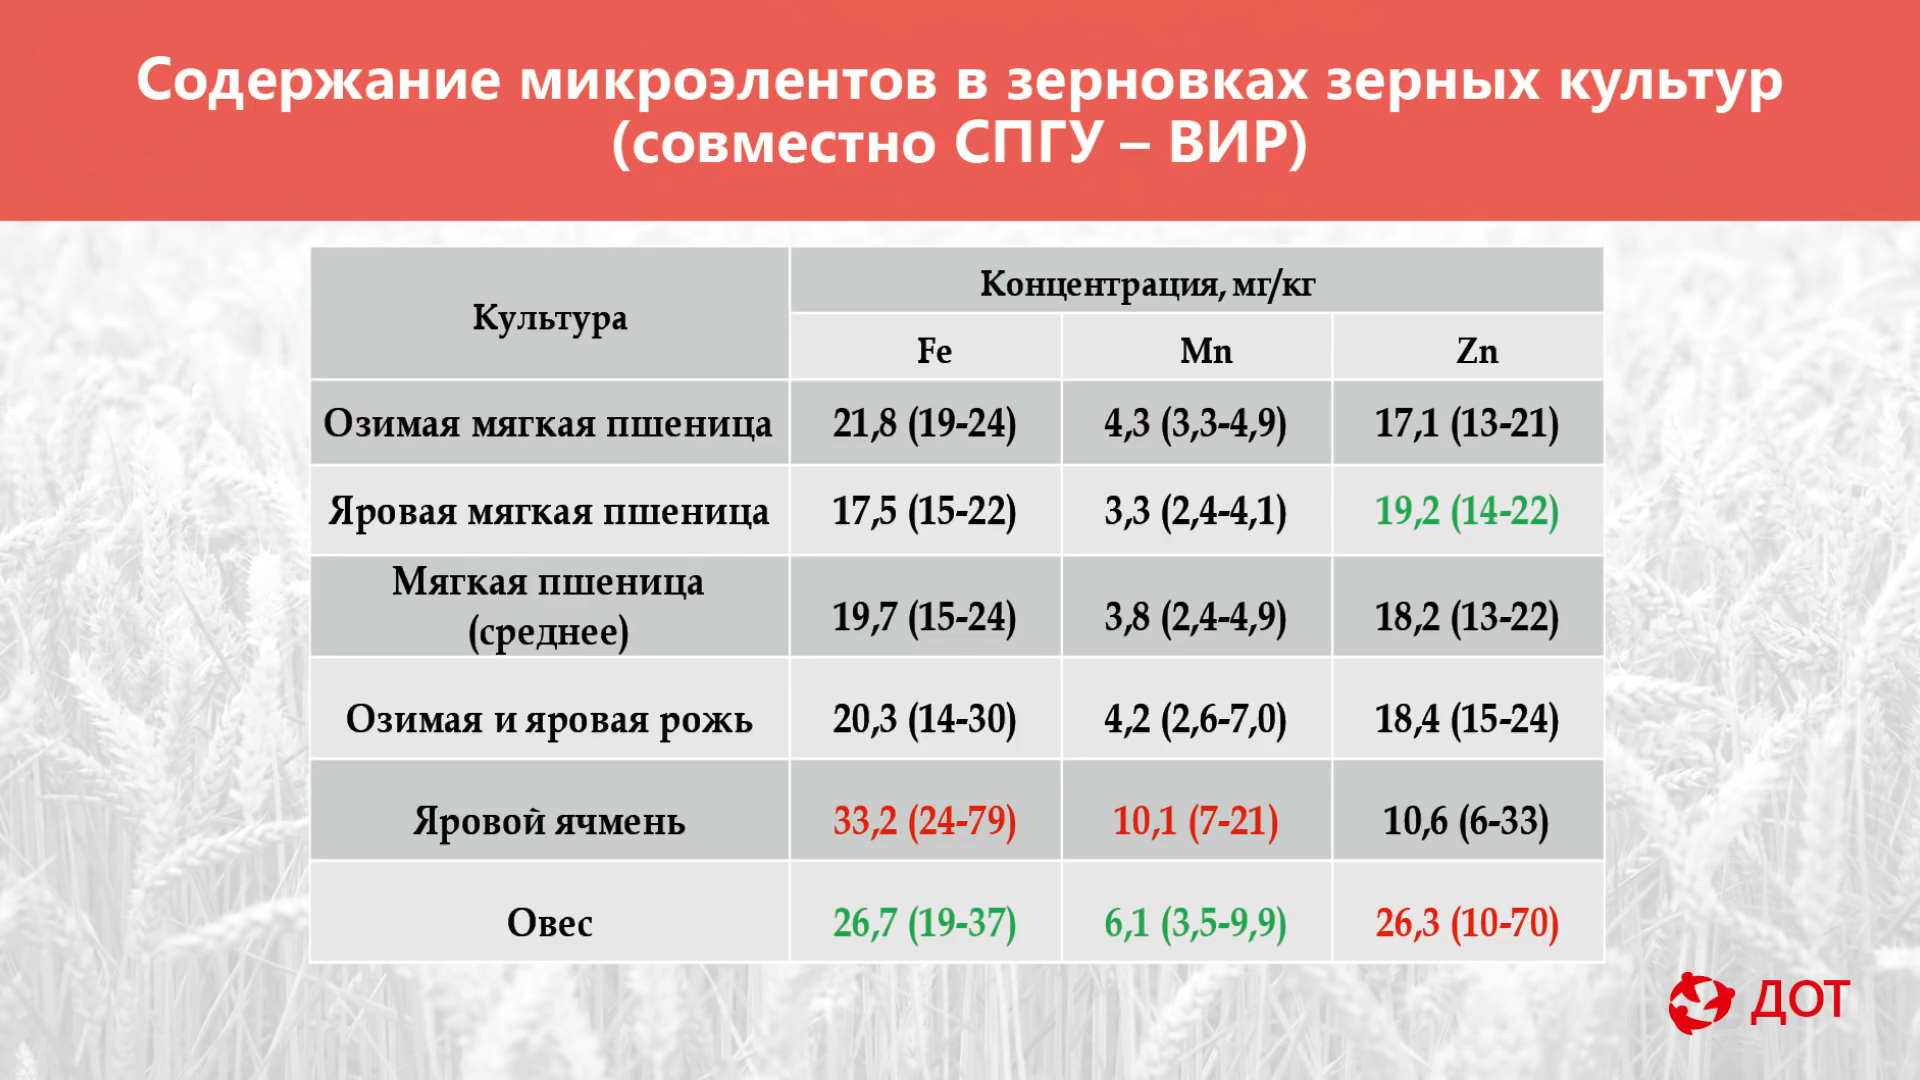 Содержание микроэлентов в зерновках зерных культур
(совместно СПГУ – ВИР)
Культура
Концентрация, мг/кг
Fe Mn Zn
Озимая мягкая пшеница 21,8 (19-24) 4,3 (3,3-4,9) 17,1 (13-21)
Яровая мягкая пшеница 17,5 (15-22) 3,3 (2,4-4,1) 19,2 (14-22)
Мягкая пшеница
(среднее) 19,7 (15-24) 3,8 (2,4-4,9) 18,2 (13-22)
Озимая и яровая рожь 20,3 (14-30) 4,2 (2,6-7,0) 18,4 (15-24)
Яровой ячмень 33,2 (24-79) 10,1 (7-21) 10,6 (6-33)
Овес 26,7 (19-37) 6,1 (3,5-9,9) 26,3 (10-70)
ДОТ